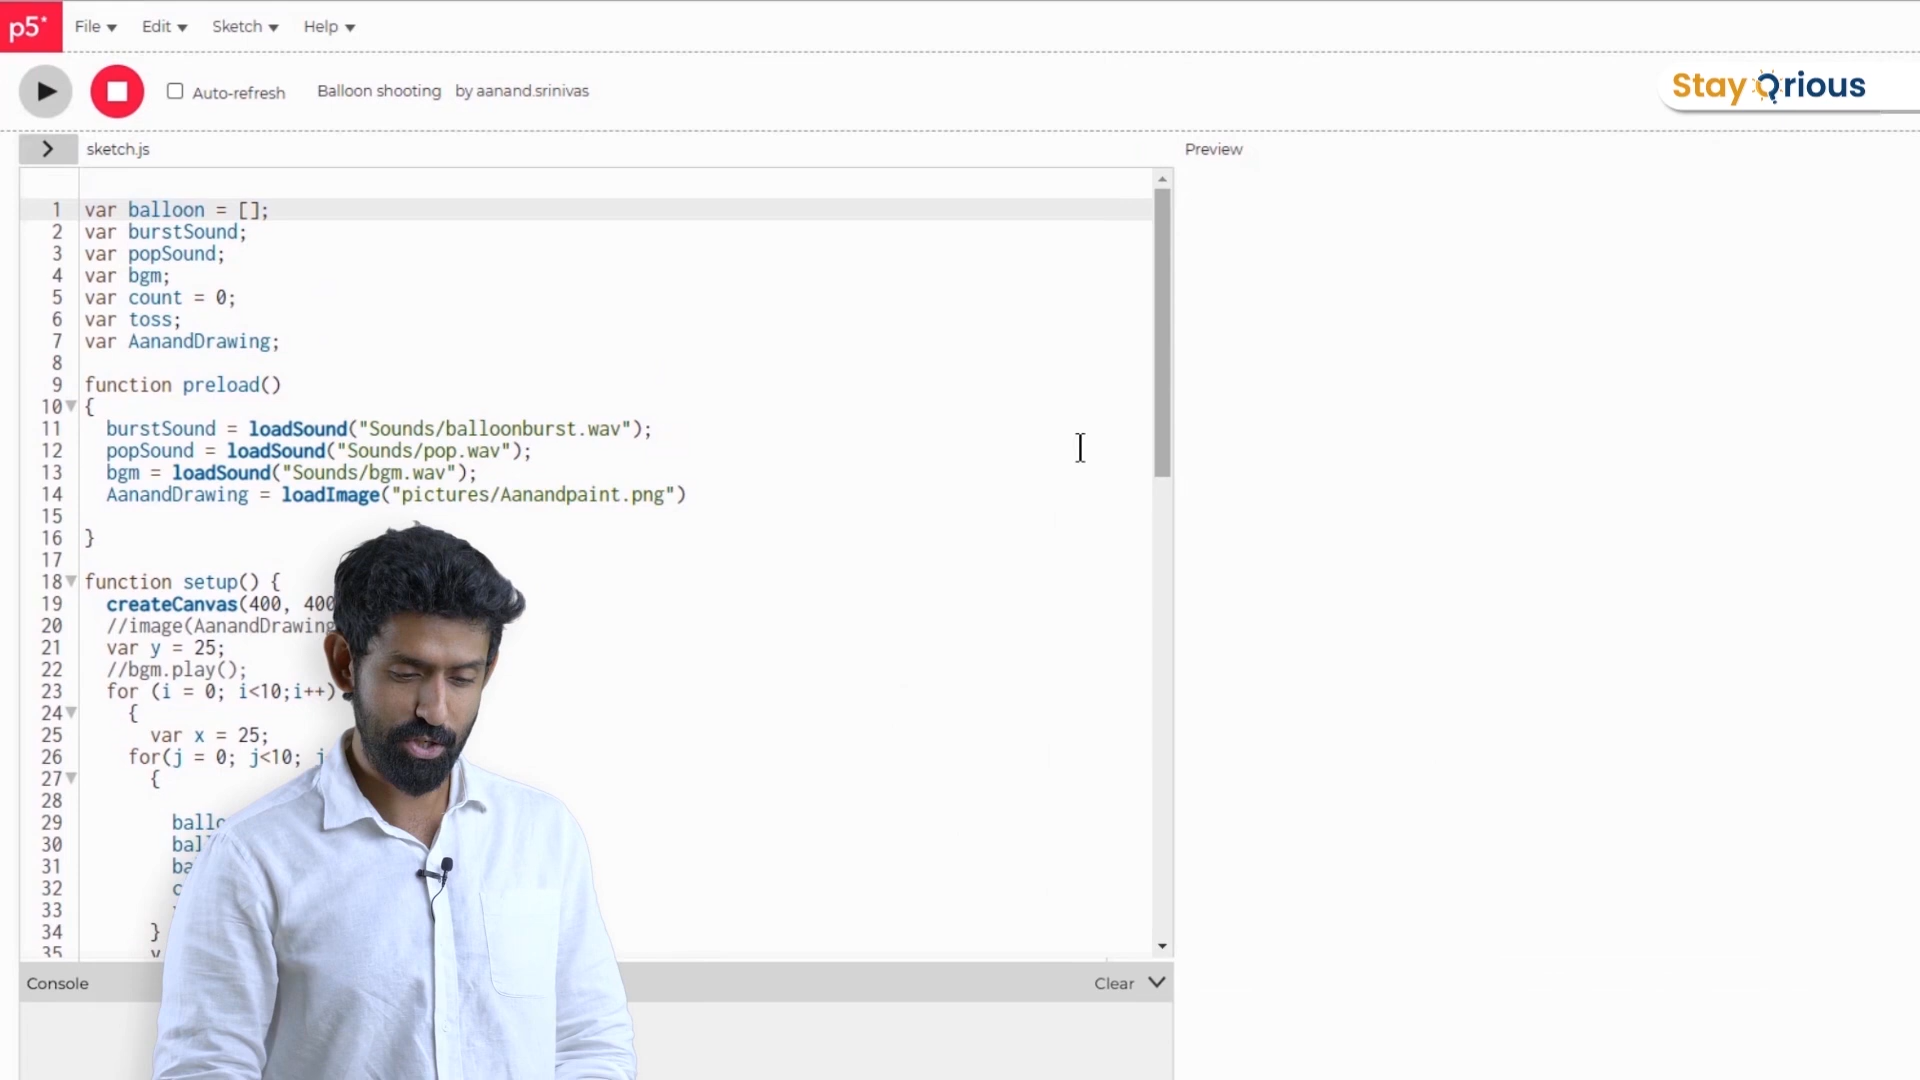 p5*
File Edit Sketch Help
Auto-refresh Balloon shooting by aanand.srinivas
Stay Qrious
sketch.js
Preview
1 var balloon = [];
2 var burstSound;
3 var popSound;
4 var bgm;
5 var count = 0;
6 var toss;
7 var AanandDrawing;
8
9 function preload()
10 {
11 burstSound = loadSound("Sounds/balloonburst.wav");
12 popSound = loadSound("Sounds/pop.wav");
13 bgm = loadSound("Sounds/bgm.wav");
14 AanandDrawing = loadImage("pictures/Aanandpaint.png")
15
16 }
17
18 function setup() {
19 createCanvas(400, 400
20 //image(AanandDrawing
21 var y = 25;
22 //bgm.play();
23 for (i = 0; i<10;i++)
24 {
25 var x = 25;
26 for(j = 0; j<10; j
27 {
28
29 ballo
30 bal
31 ba
32 c
33
34 }
35
Console Clear